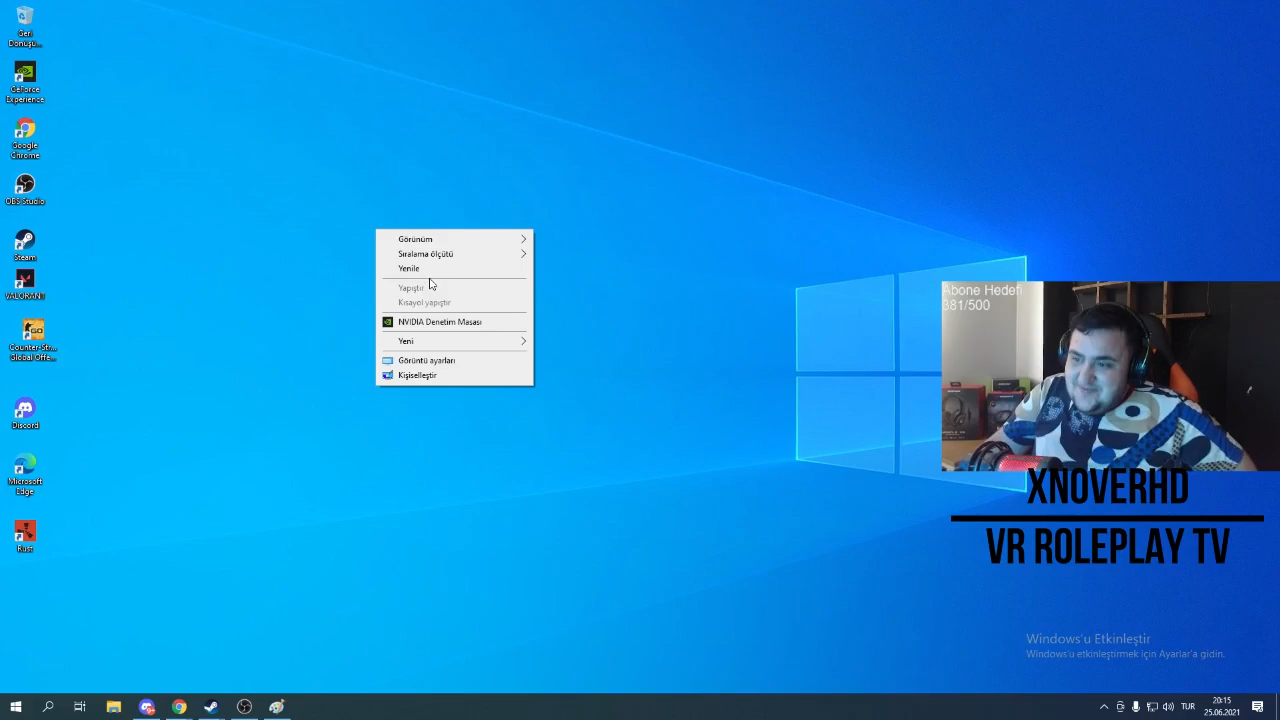 Geri
Dönüşü...
GeForce
Experience
Google
Chrome
OBS Studio
Steam
VALORANT
Counter-Str...
Global Offe...
Discord
Microsoft
Edge
Rust
Görünüm
Sıralama ölçütü
Yenile
Yapıştır
Kısayol yapıştır
NVIDIA Denetim Masası
Yeni
Görüntü ayarları
Kişiselleştir
Abone Hedefi
381/500
XNOVERHD
VR ROLEPLAY TV
Windows'u Etkinleştir
Windows'u etkinleştirmek için Ayarlar'a gidin.
TUR
20:15
25.06.2021